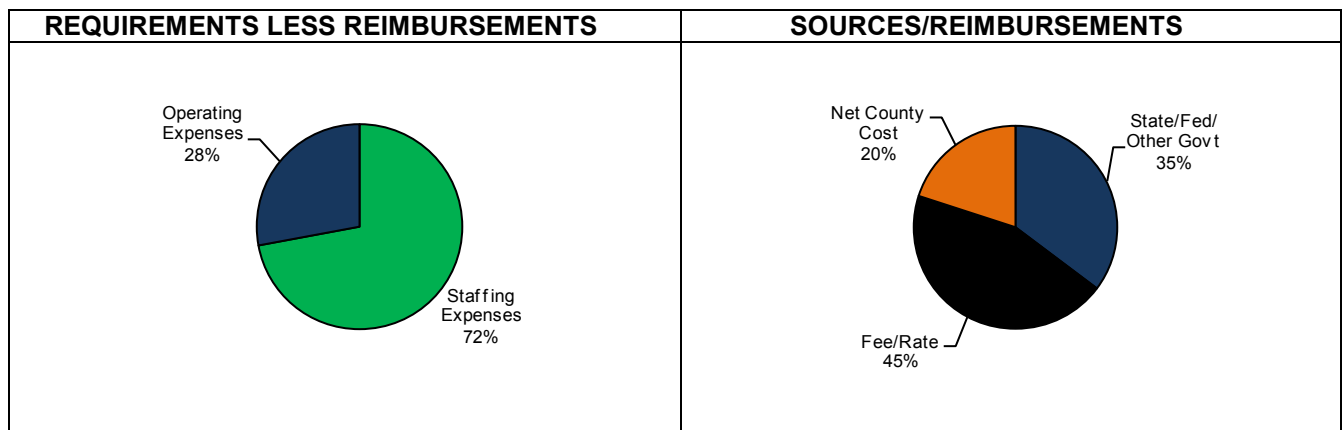 REQUIREMENTS LESS REIMBURSEMENTS
Operating
Expenses
28%
Staffing
Expenses
72%
SOURCES/REIMBURSEMENTS
Net County
Cost
20%
State/Fed/
Other Govt
35%
Fee/Rate
45%